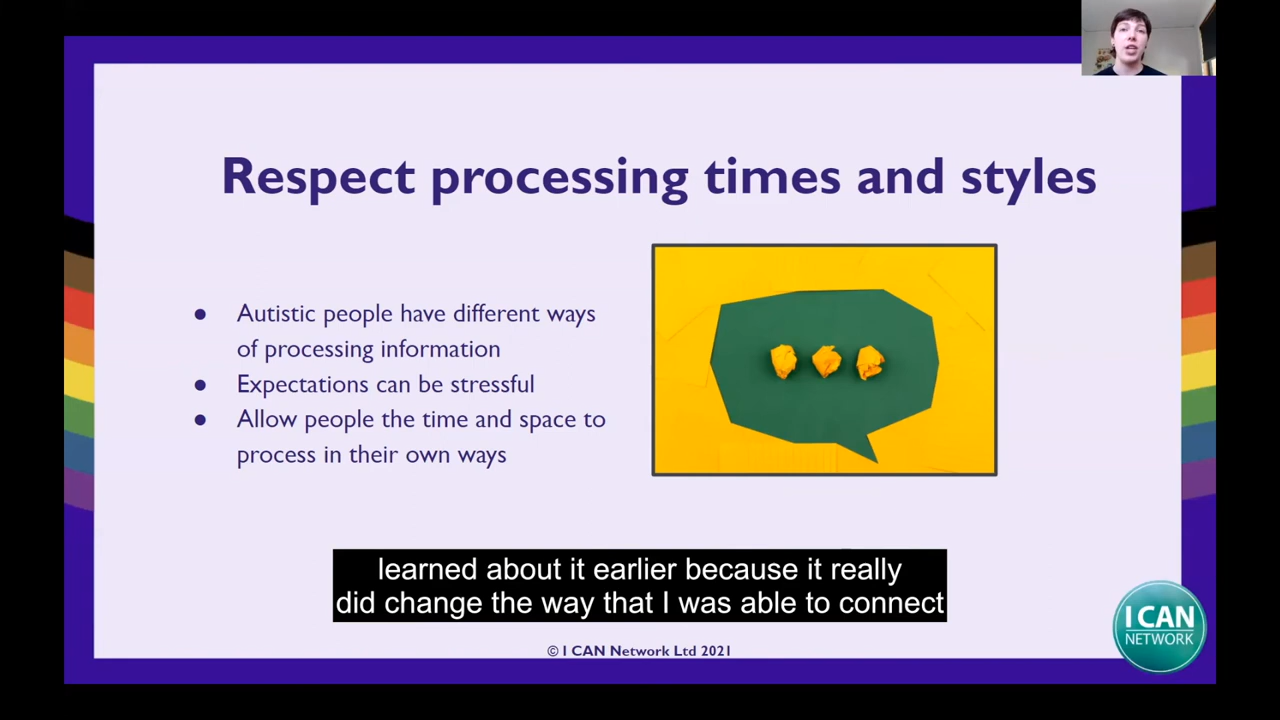 Respect processing times and styles
● Autistic people have different ways
of processing information
● Expectations can be stressful
● Allow people the time and space to
process in their own ways
learned about it earlier because it really
did change the way that I was able to connect
© I CAN Network Ltd 2021
I CAN
NETWORK